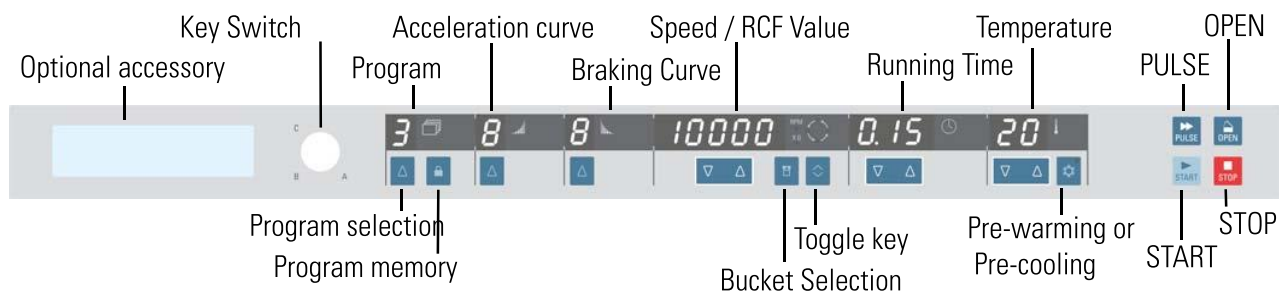 Key Switch
Acceleration curve
Speed / RCF Value
Temperature
OPEN
Optional accessory
Program
Braking Curve
Running Time
PULSE
C
B
A
3
8
8
10000
RPM
x g
0.15
20
PULSE
OPEN
START
STOP
Program selection
Program memory
Bucket Selection
Toggle key
Pre-warming or
Pre-cooling
START
STOP